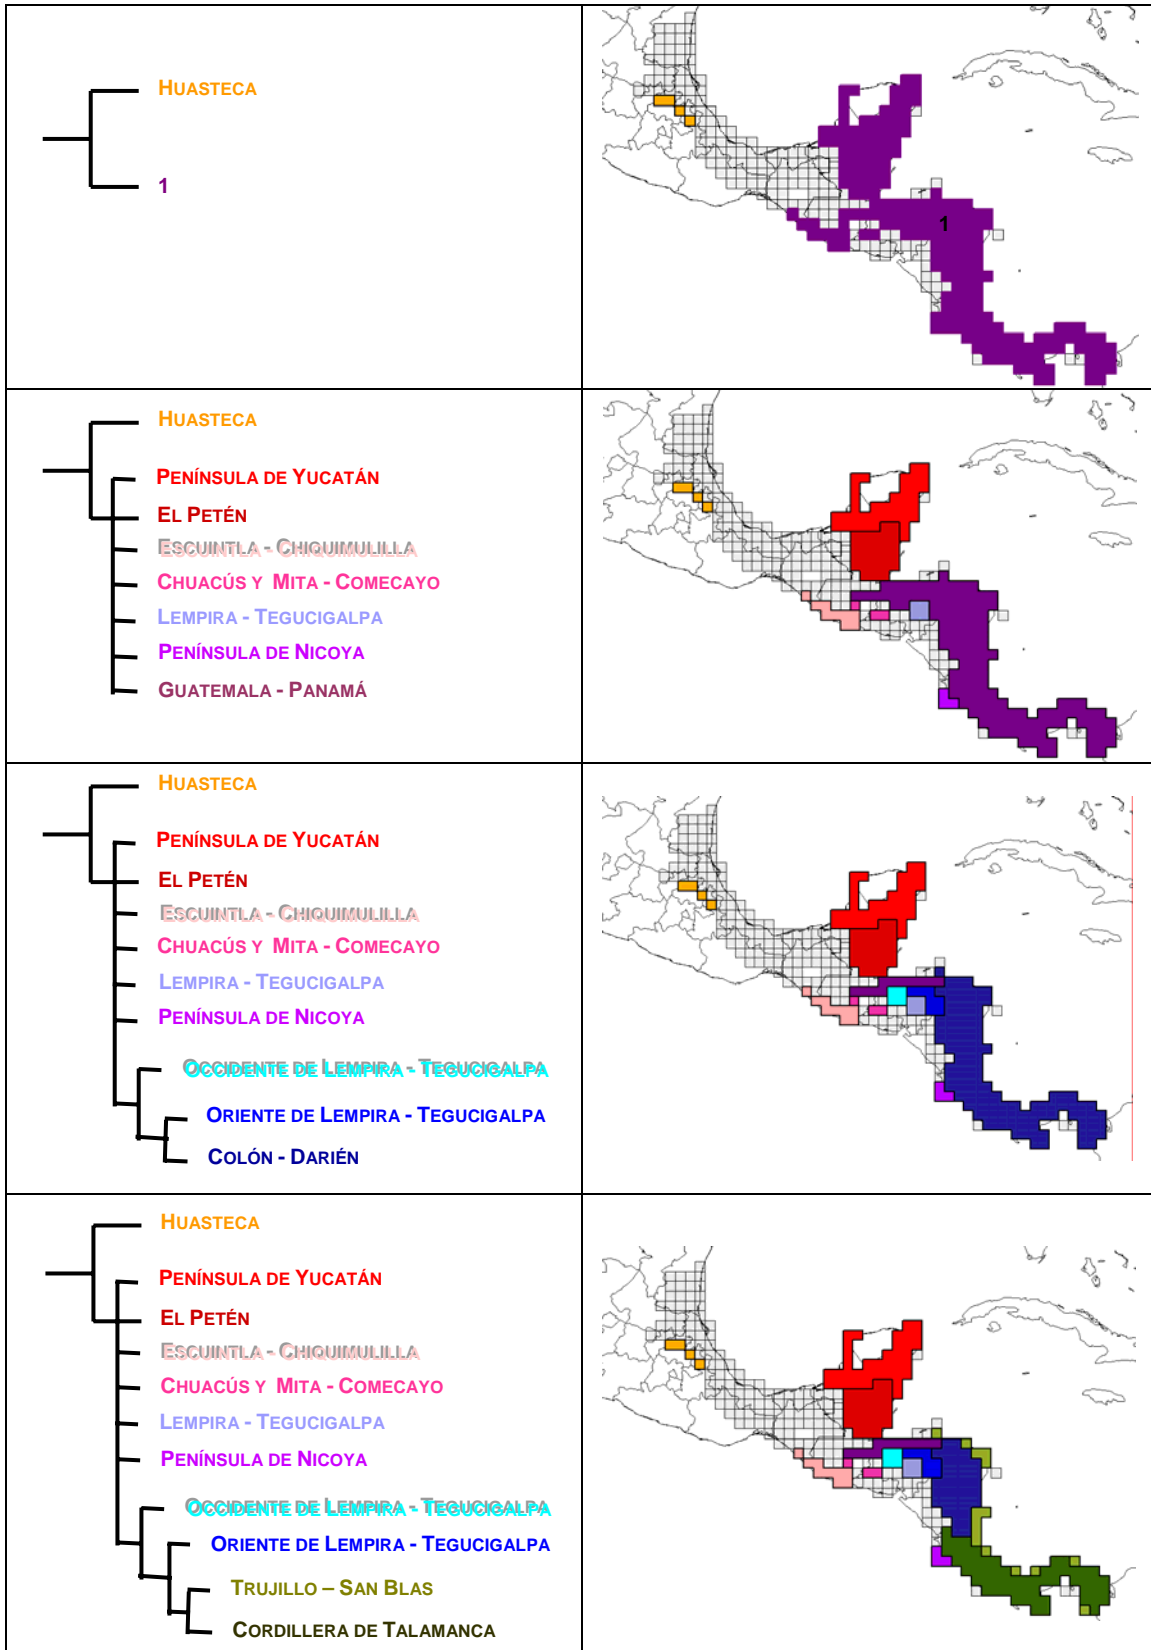 HUASTECA
1
1
HUASTECA
PENÍNSULA DE YUCATÁN
EL PETÉN
ESCUINTLA - CHIQUIMULILLA
CHUACÚS Y MITA - COMECAYO
LEMPIRA - TEGUCIGALPA
PENÍNSULA DE NICOYA
GUATEMALA - PANAMÁ
HUASTECA
PENÍNSULA DE YUCATÁN
EL PETÉN
ESCUINTLA - CHIQUIMULILLA
CHUACÚS Y MITA - COMECAYO
LEMPIRA - TEGUCIGALPA
PENÍNSULA DE NICOYA
OCCIDENTE DE LEMPIRA - TEGUCIGALPA
ORIENTE DE LEMPIRA - TEGUCIGALPA
COLÓN - DARIÉN
HUASTECA
PENÍNSULA DE YUCATÁN
EL PETÉN
ESCUINTLA - CHIQUIMULILLA
CHUACÚS Y MITA - COMECAYO
LEMPIRA - TEGUCIGALPA
PENÍNSULA DE NICOYA
OCCIDENTE DE LEMPIRA - TEGUCIGALPA
ORIENTE DE LEMPIRA - TEGUCIGALPA
TRUJILLO – SAN BLAS
CORDILLERA DE TALAMANCA